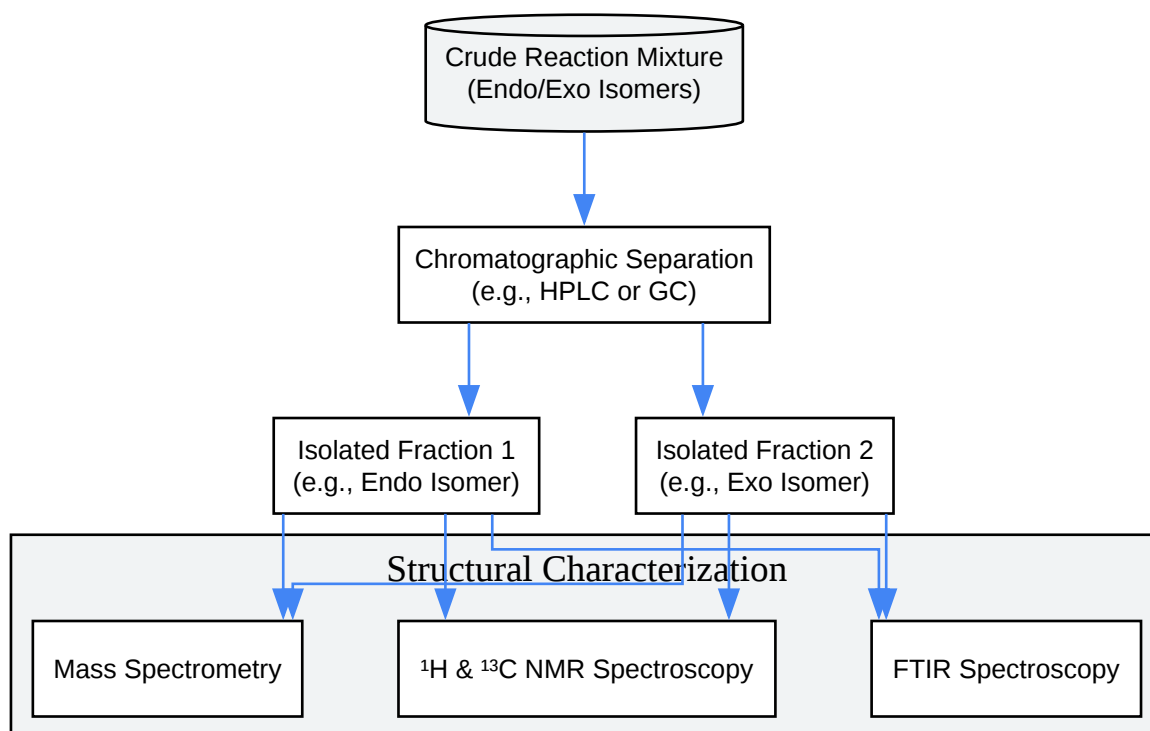 Crude Reaction Mixture
(Endo/Exo Isomers)
Chromatographic Separation
(e.g., HPLC or GC)
Isolated Fraction 1
(e.g., Endo Isomer)
Isolated Fraction 2
(e.g., Exo Isomer)
Structural Characterization
Mass Spectrometry
¹H & ¹³C NMR Spectroscopy
FTIR Spectroscopy